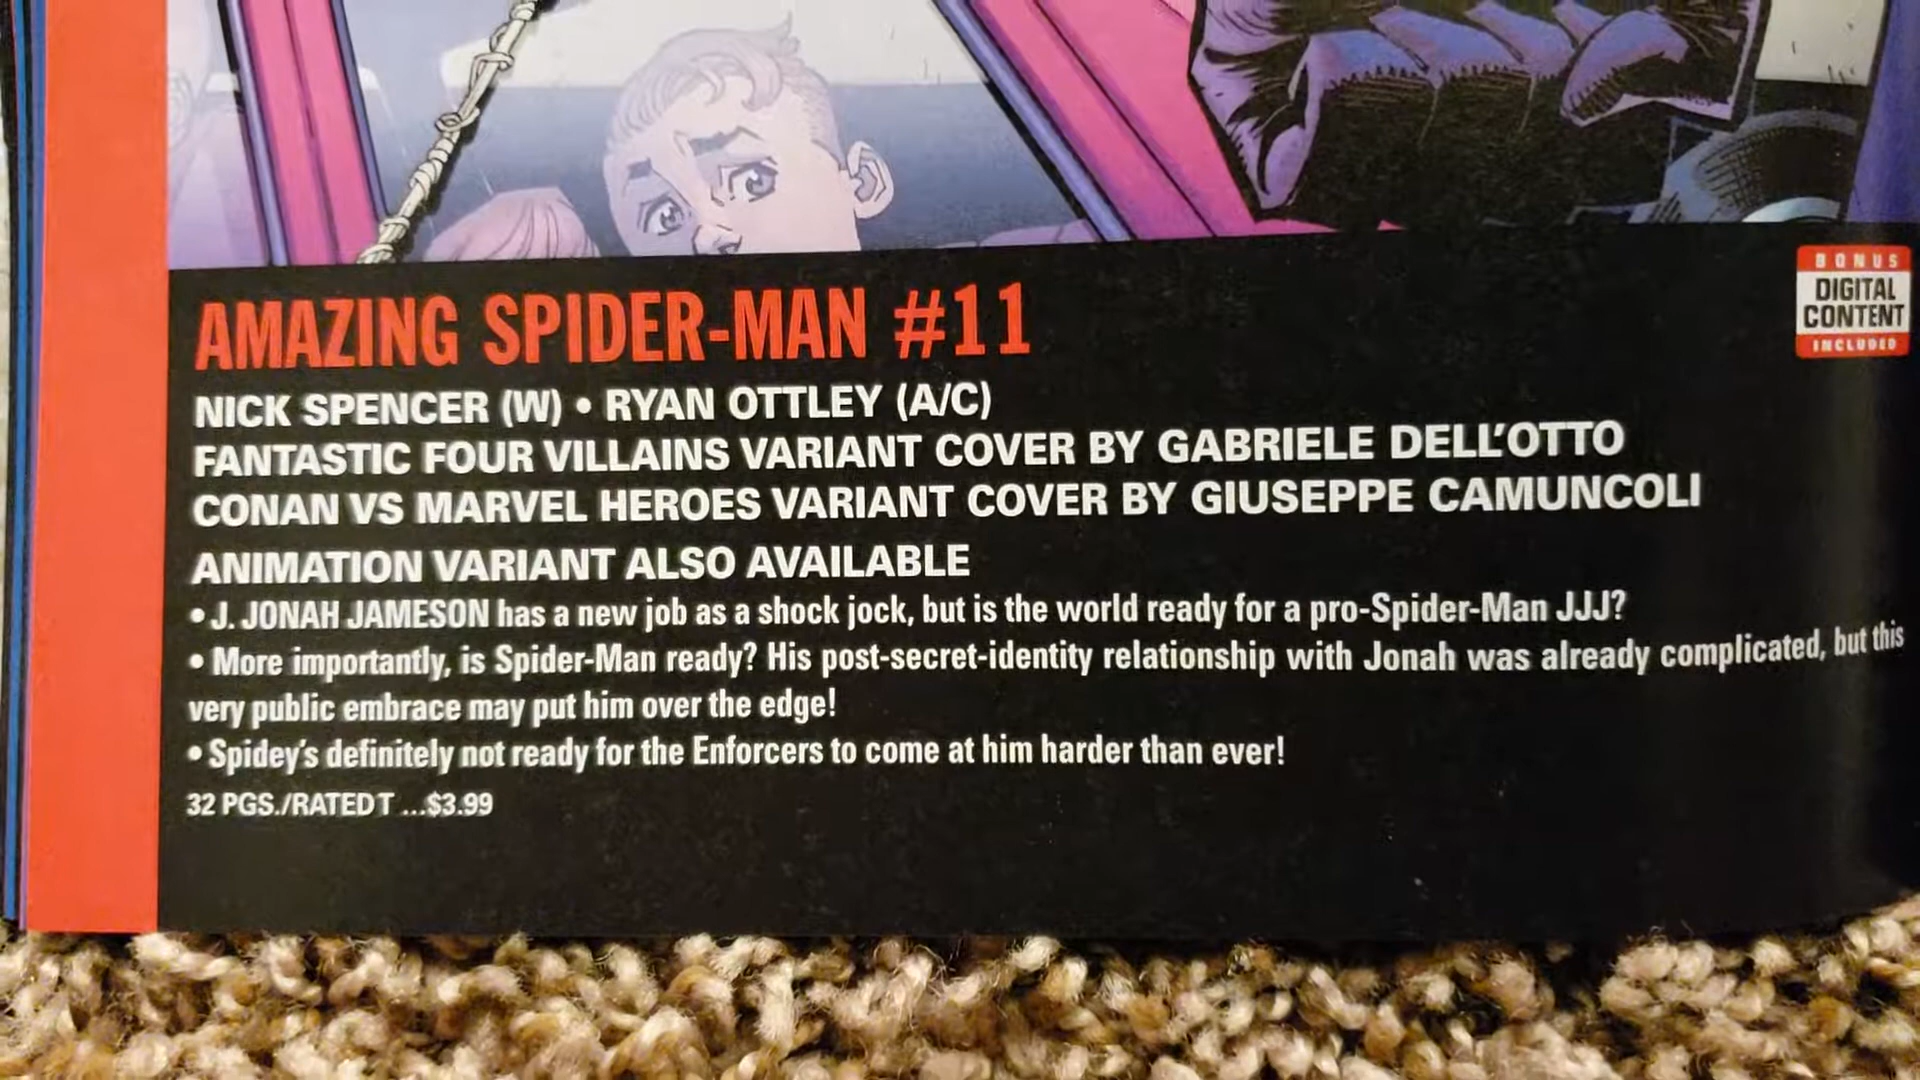 AMAZING SPIDER-MAN #11
BONUS
DIGITAL
CONTENT
INCLUDED
NICK SPENCER (W) • RYAN OTTLEY (A/C)
FANTASTIC FOUR VILLAINS VARIANT COVER BY GABRIELE DELL'OTTO
CONAN VS MARVEL HEROES VARIANT COVER BY GIUSEPPE CAMUNCOLI
ANIMATION VARIANT ALSO AVAILABLE
• J. JONAH JAMESON has a new job as a shock jock, but is the world ready for a pro-Spider-Man JJJ?
• More importantly, is Spider-Man ready? His post-secret-identity relationship with Jonah was already complicated, but this
very public embrace may put him over the edge!
• Spidey's definitely not ready for the Enforcers to come at him harder than ever!
32 PGS./RATED T ...$3.99